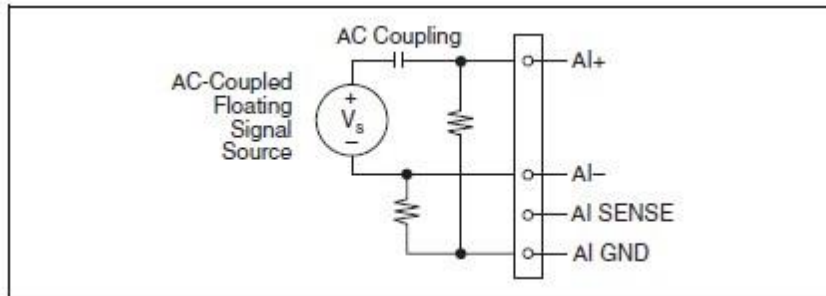 AC Coupling
AC-Coupled
Floating
Signal
Source
+
Vs
−
AI+
AI−
AI SENSE
AI GND